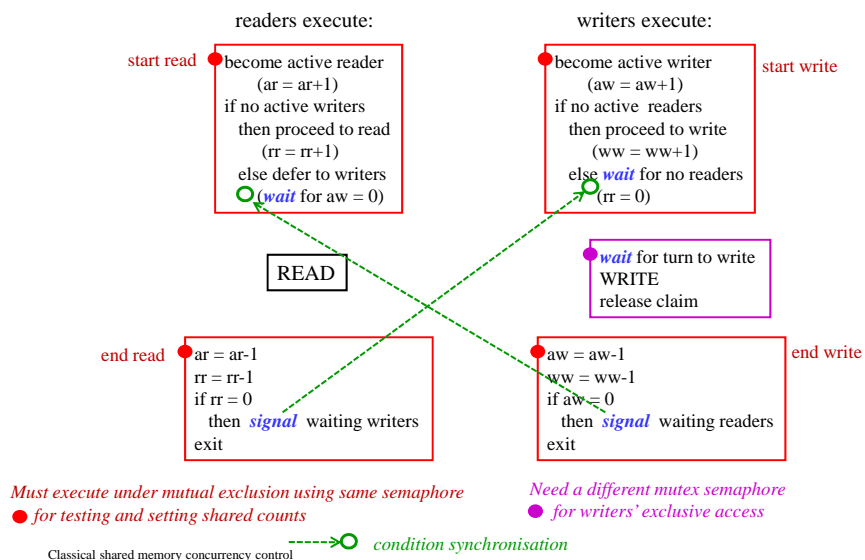 readers execute:
writers execute:
start read
become active reader
(ar = ar+1)
if no active writers
then proceed to read
(rr = rr+1)
else defer to writers
(wait for aw = 0)
become active writer
(aw = aw+1)
if no active readers
then proceed to write
(ww = ww+1)
else wait for no readers
(rr = 0)
start write
READ
wait for turn to write
WRITE
release claim
end read
ar = ar-1
rr = rr-1
if rr = 0
then signal waiting writers
exit
aw = aw-1
ww = ww-1
if aw = 0
then signal waiting readers
exit
end write
Must execute under mutual exclusion using same semaphore
for testing and setting shared counts
Need a different mutex semaphore
for writers' exclusive access
condition synchronisation
Classical shared memory concurrency control